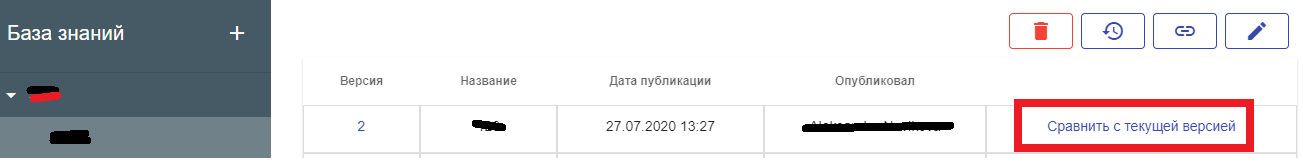 База знаний +
Версия Название Дата публикации Опубликовал
2 27.07.2020 13:27 Сравнить с текущей версией